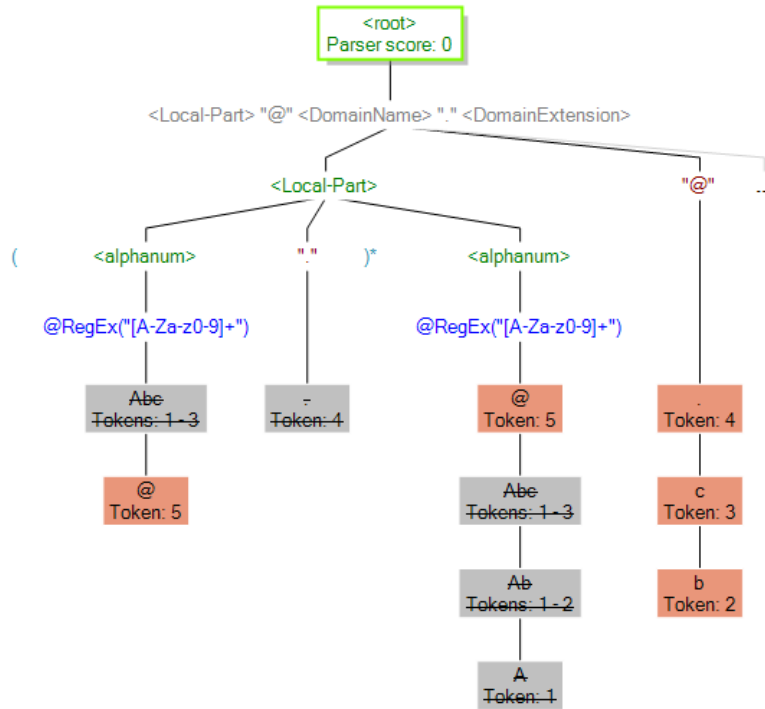 <root>
Parser score: 0
<Local-Part> "@" <DomainName> "." <DomainExtension>
<Local-Part> "@" ...
( <alphanum> "." )* <alphanum>
@RegEx("[A-Za-z0-9]+") @RegEx("[A-Za-z0-9]+")
Abc . @ .
Tokens: 1 - 3 Token: 4 Token: 5 Token: 4
@ Abc c
Token: 5 Tokens: 1 - 3 Token: 3
Ab b
Tokens: 1 - 2 Token: 2
A
Token: 1